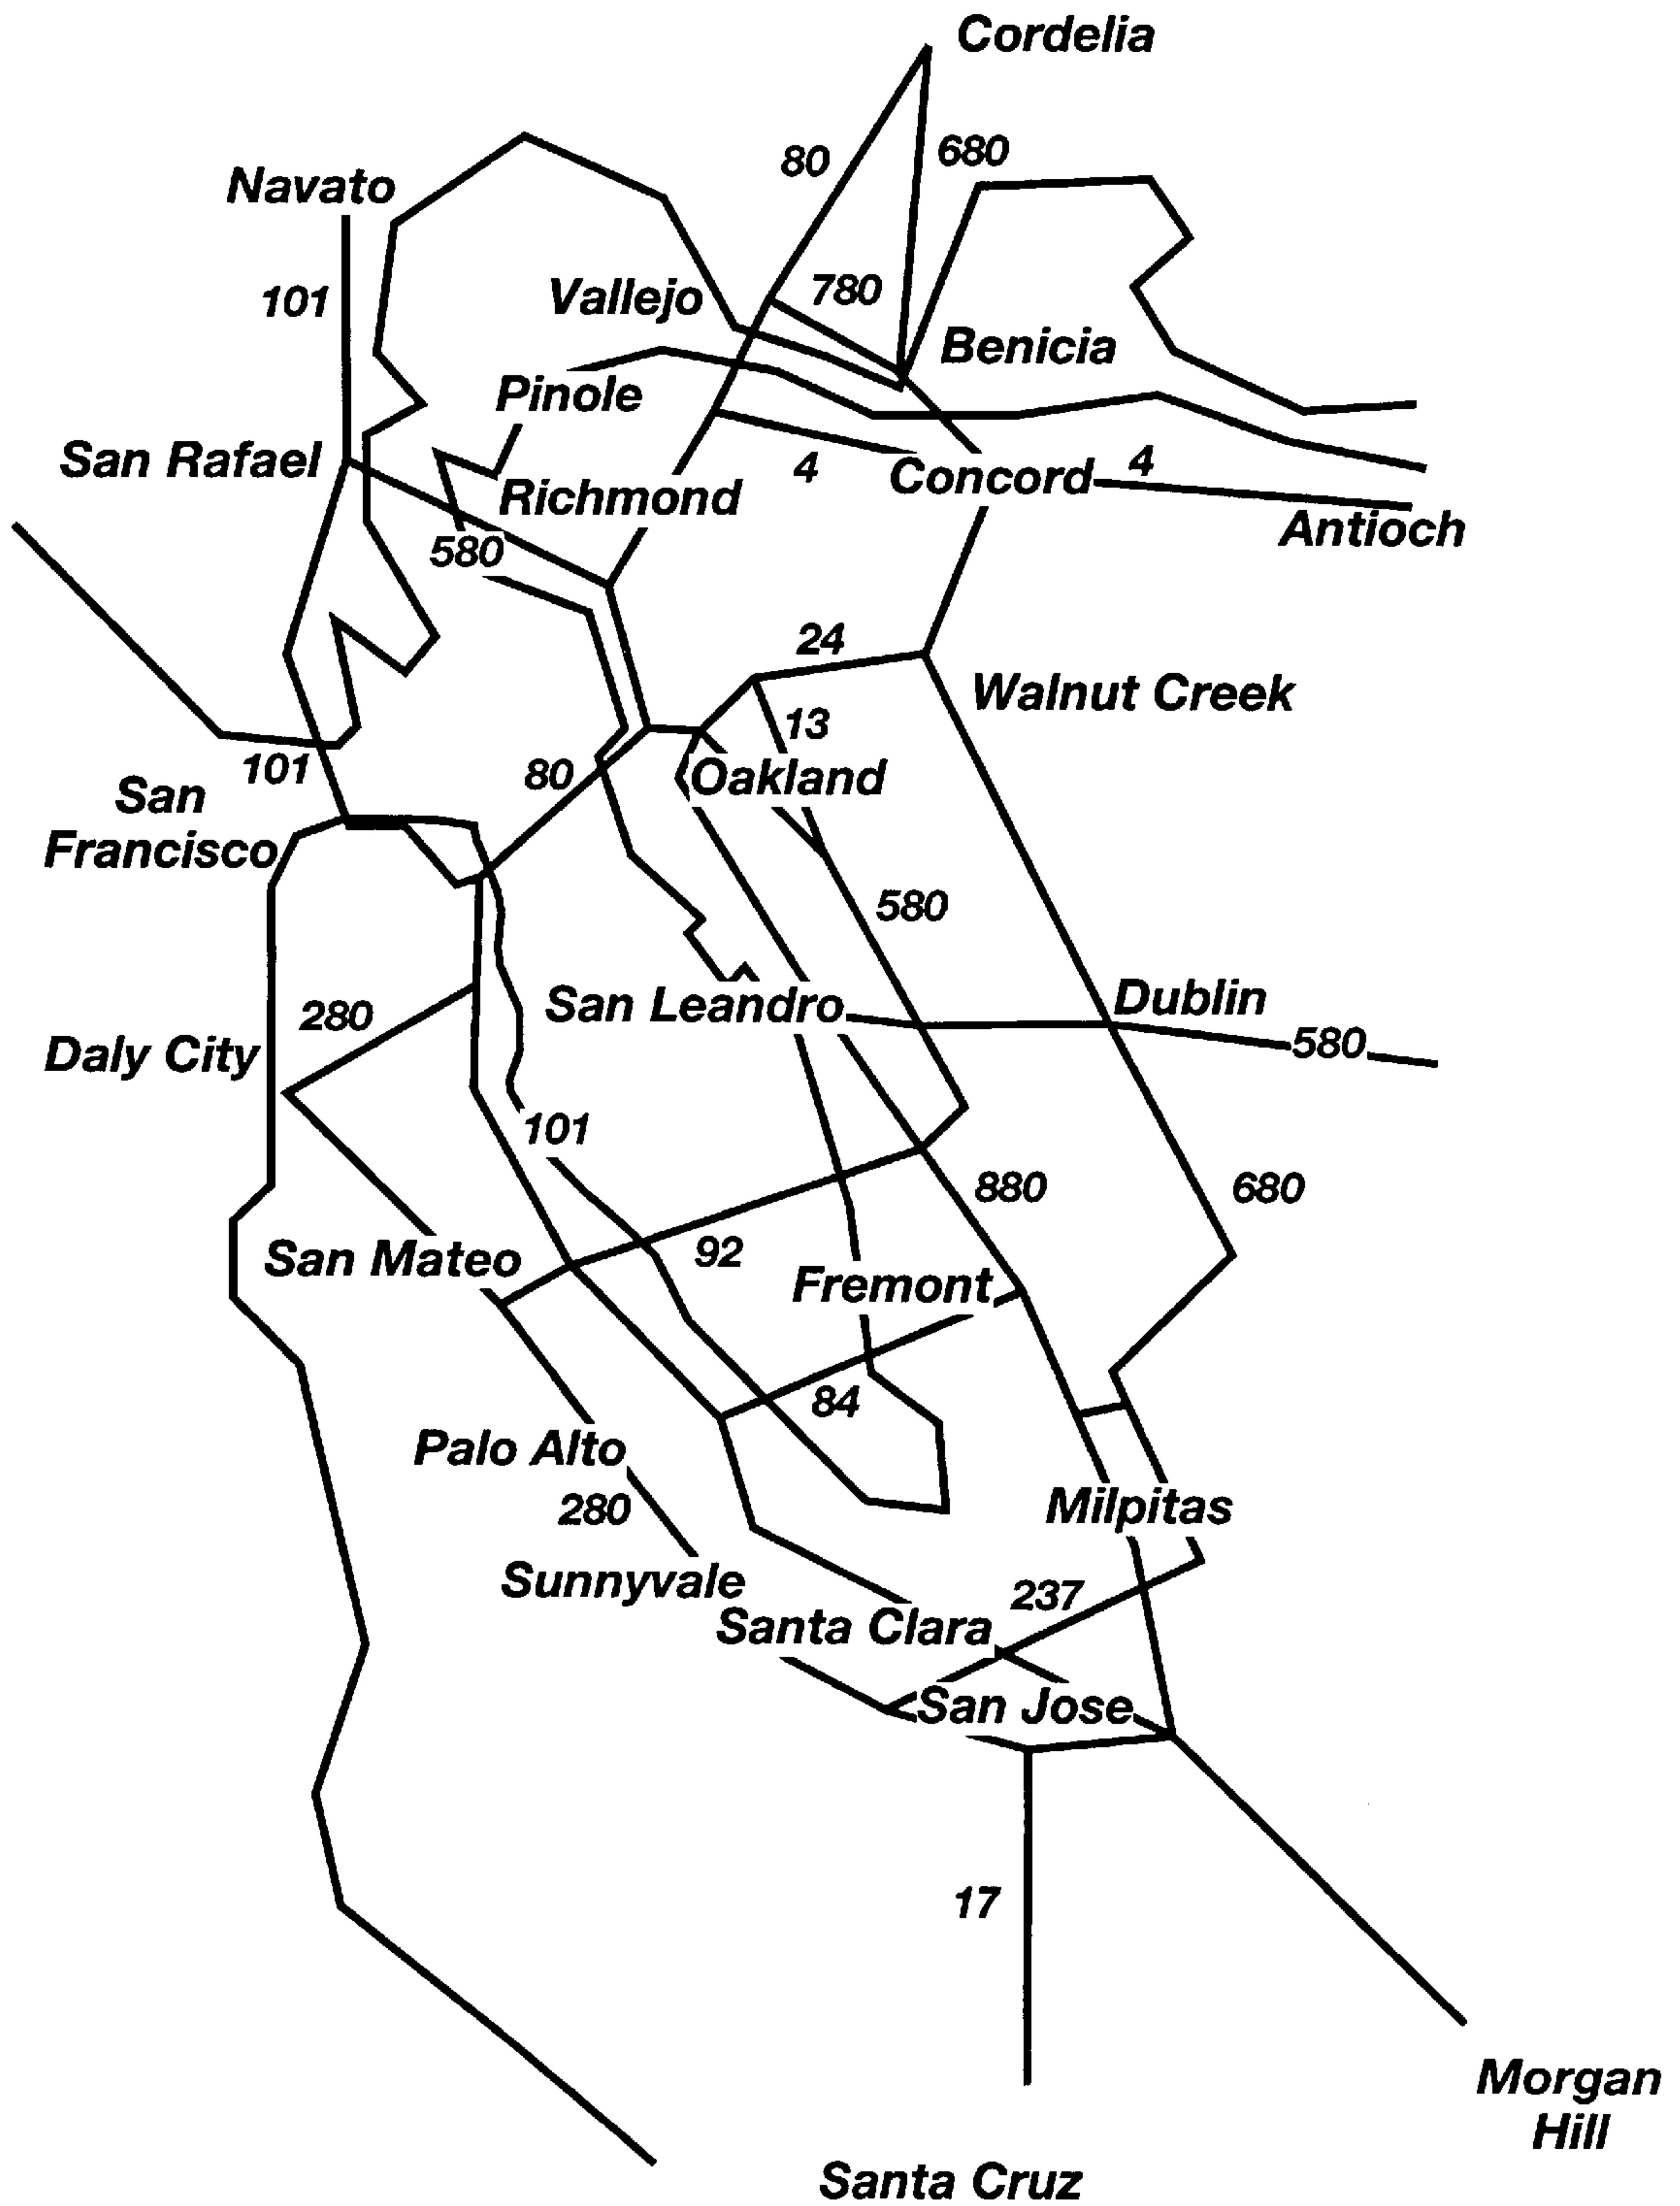 Cordelia
80
680
Navato
101
Vallejo
780
Benicia
Pinole
San Rafael
4
Concord
4
Richmond
Antioch
580
24
Walnut Creek
13
101
80
Oakland
San
Francisco
580
San Leandro
Dublin
280
580
Daly City
101
880
680
92
San Mateo
Fremont
84
Palo Alto
280
Milpitas
Sunnyvale
237
Santa Clara
San Jose
17
Morgan
Hill
Santa Cruz